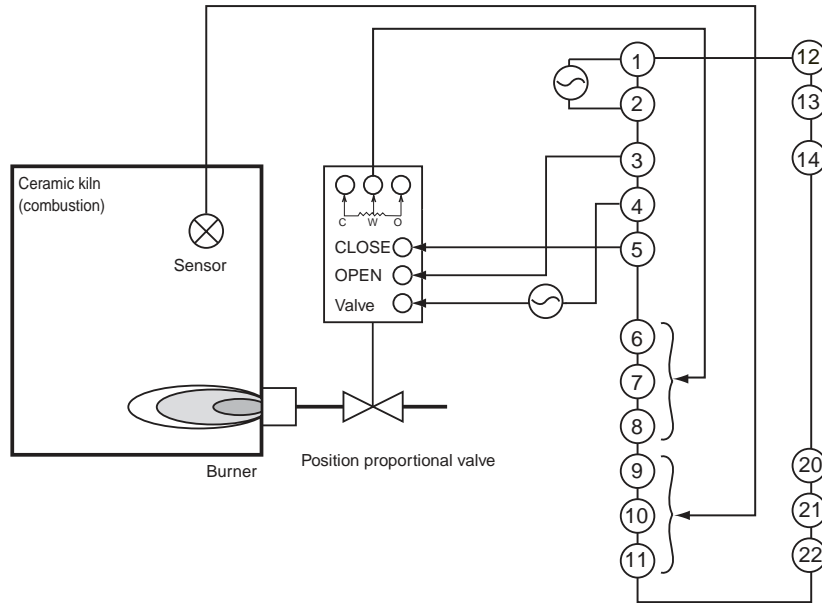 Ceramic kiln
(combustion)
Sensor
Burner
C W O
CLOSE
OPEN
Valve
Position proportional valve
1
2
3
4
5
6
7
8
9
10
11
12
13
14
20
21
22